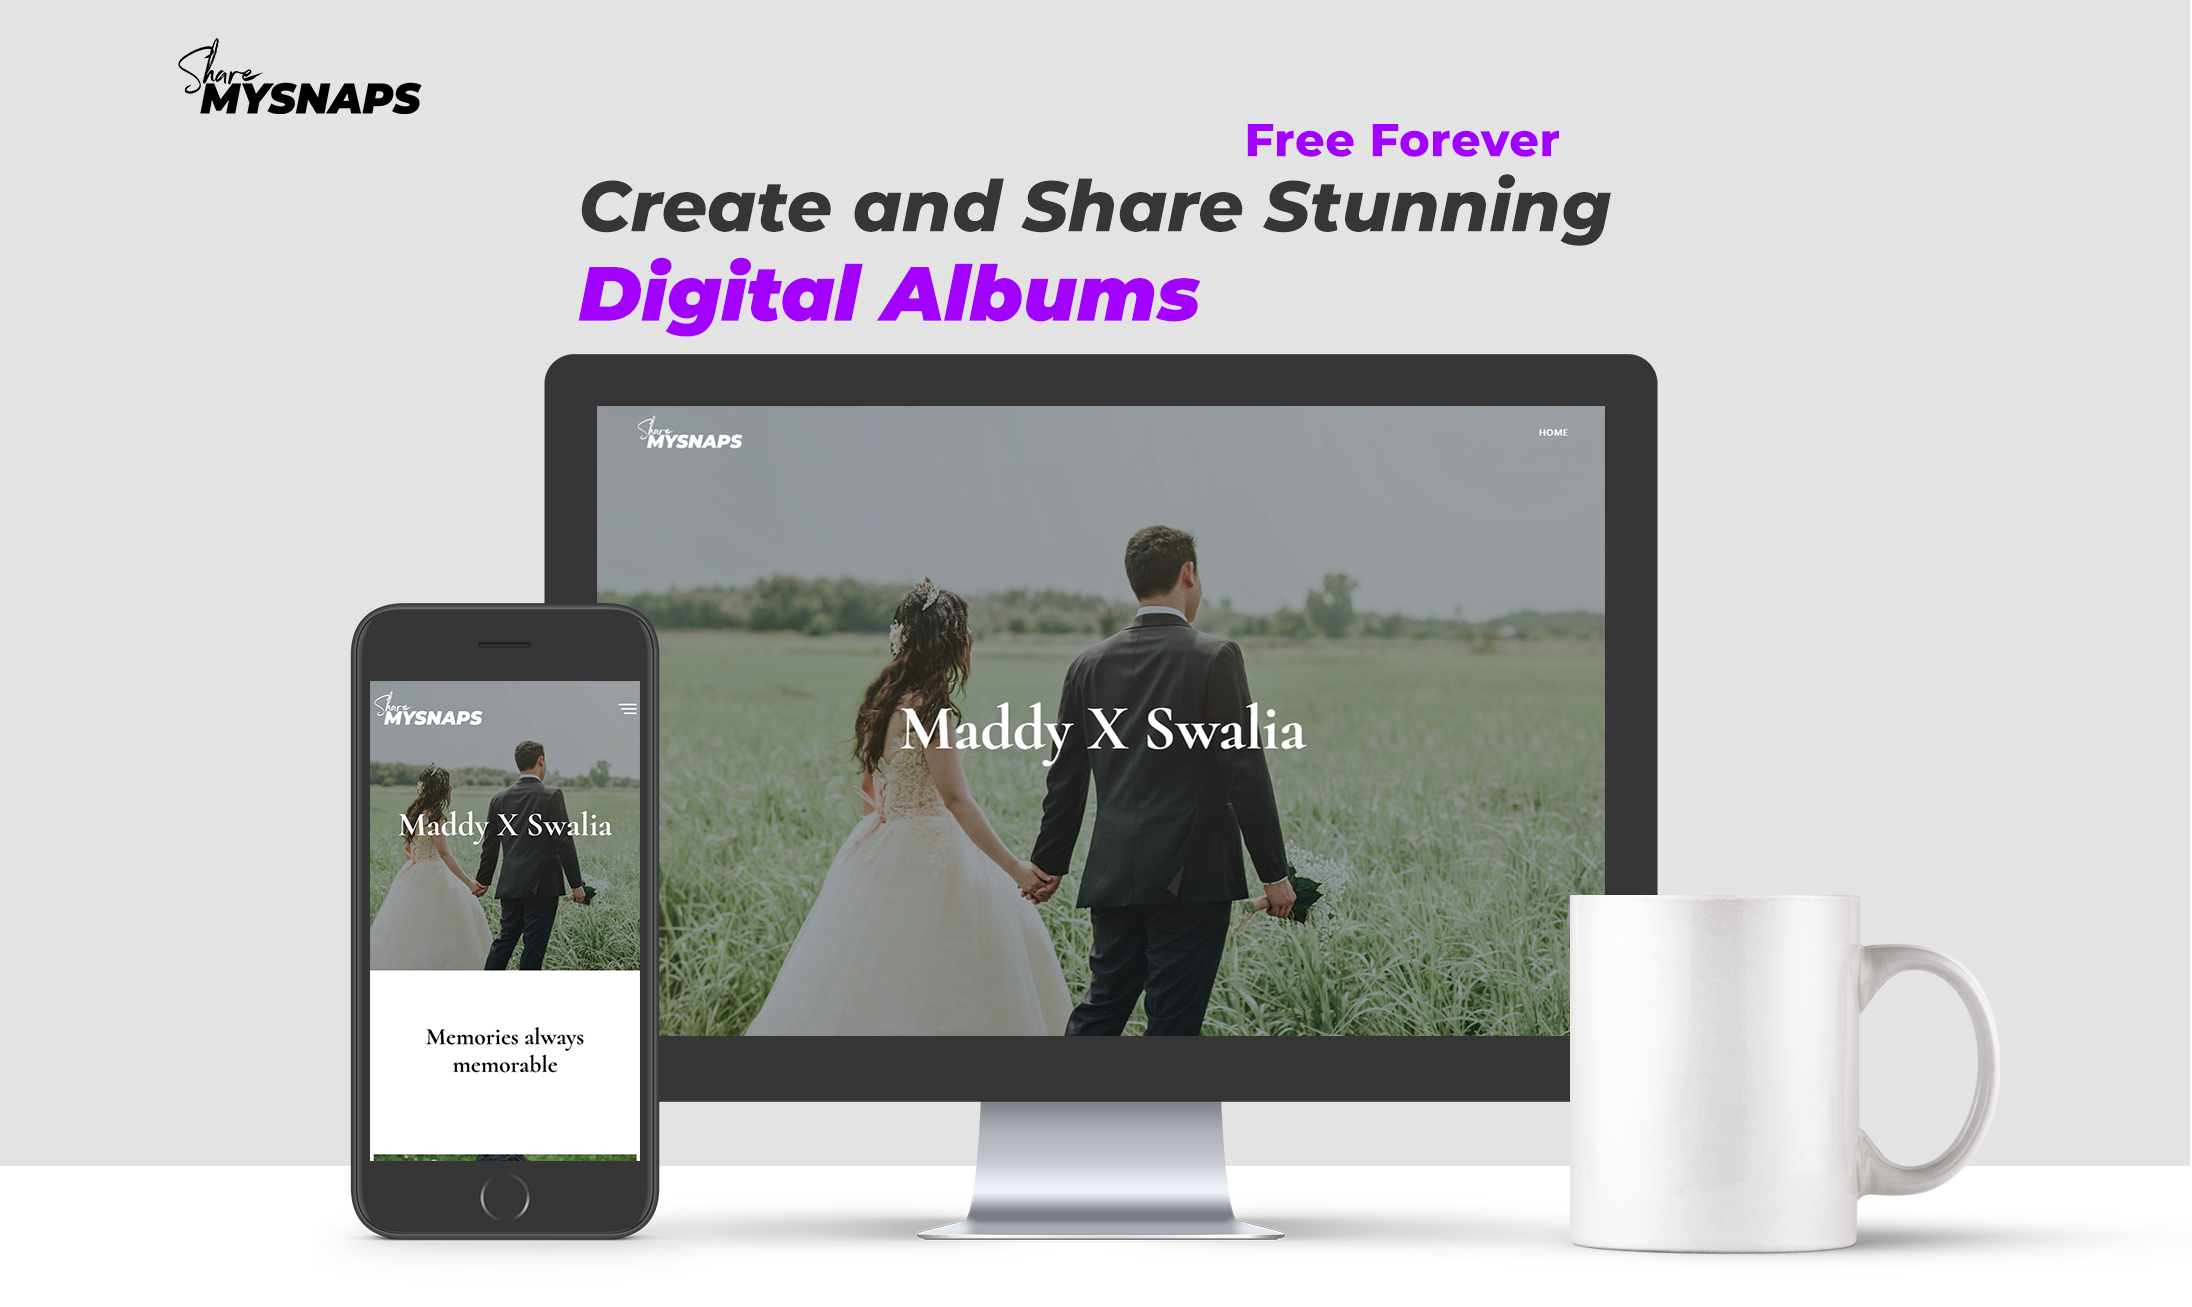 Share
MYSNAPS
Free Forever
Create and Share Stunning
Digital Albums
Share
MYSNAPS
HOME
Maddy X Swalia
Share
MYSNAPS
Maddy X Swalia
Memories always
memorable